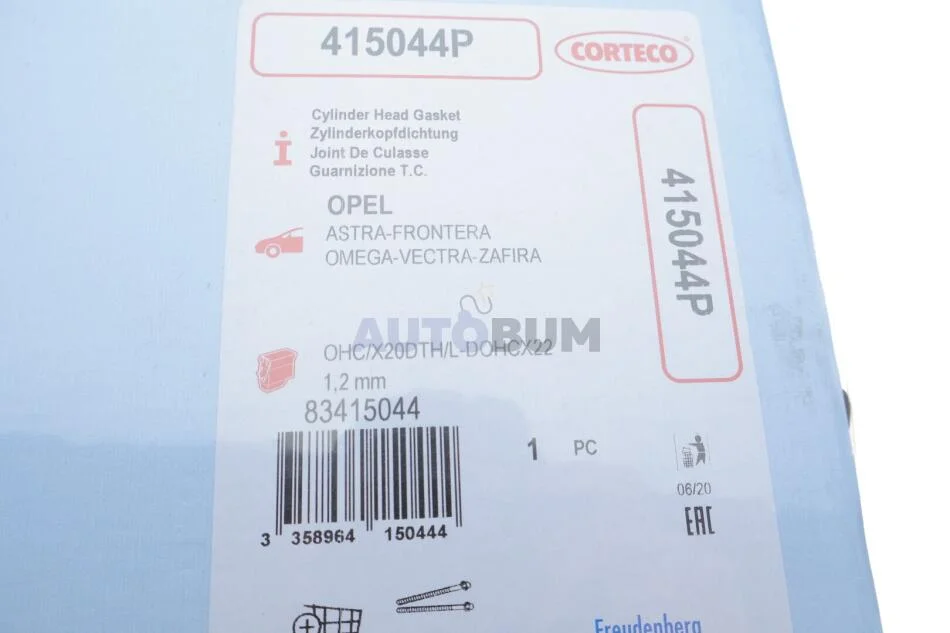 415044P
CORTECO
Cylinder Head Gasket
Zylinderkopfdichtung
Joint De Culasse
Guarnizione T.C.
415044P
OPEL
ASTRA-FRONTERA
OMEGA-VECTRA-ZAFIRA
AUTOBUM
OHC/X20DTH/L-DOHCX22
1,2 mm
83415044
1 PC
06/20
EAC
3 358964 150444
Freudenberg